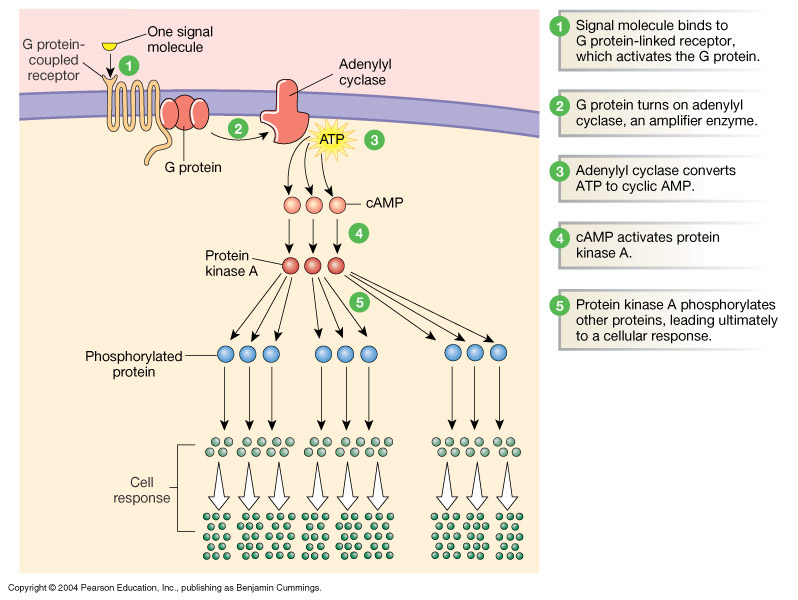 One signal
molecule
G protein-
coupled
receptor
1
Adenylyl
cyclase
2
ATP
3
G protein
cAMP
4
Protein
kinase A
5
Phosphorylated
protein
Cell
response
1 Signal molecule binds to
G protein-linked receptor,
which activates the G protein.
2 G protein turns on adenylyl
cyclase, an amplifier enzyme.
3 Adenylyl cyclase converts
ATP to cyclic AMP.
4 cAMP activates protein
kinase A.
5 Protein kinase A phosphorylates
other proteins, leading ultimately
to a cellular response.
Copyright © 2004 Pearson Education, Inc., publishing as Benjamin Cummings.